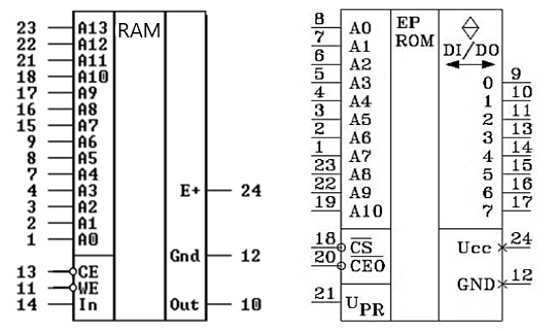 RAM
23 A13
22 A12
21 A11
18 A10
17 A9
16 A8
15 A7
9 A6
8 A5
7 A4
4 A3
3 A2
2 A1
1 A0
13 CE
11 WE
14 In
E+ 24
Gnd 12
Out 10
EP
ROM
DI/DO
8 A0
7 A1
6 A2
5 A3
4 A4
3 A5
2 A6
1 A7
23 A8
22 A9
19 A10
18 CS
20 CEO
21 UPR
0 9
1 10
2 11
3 13
4 14
5 15
6 16
7 17
Ucc 24
GND 12